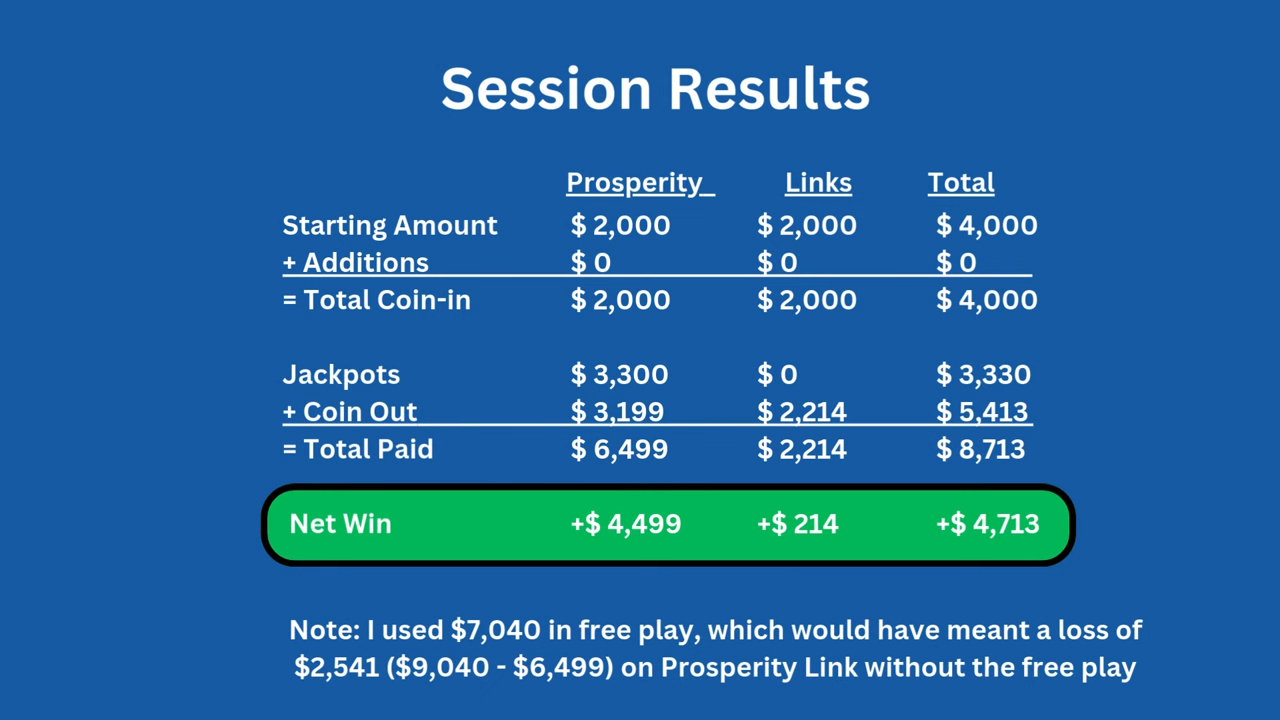 Session Results
Prosperity Links Total
Starting Amount $ 2,000 $ 2,000 $ 4,000
+ Additions $ 0 $ 0 $ 0
= Total Coin-in $ 2,000 $ 2,000 $ 4,000
Jackpots $ 3,300 $ 0 $ 3,330
+ Coin Out $ 3,199 $ 2,214 $ 5,413
= Total Paid $ 6,499 $ 2,214 $ 8,713
Net Win +$ 4,499 +$ 214 +$ 4,713
Note: I used $7,040 in free play, which would have meant a loss of
$2,541 ($9,040 - $6,499) on Prosperity Link without the free play